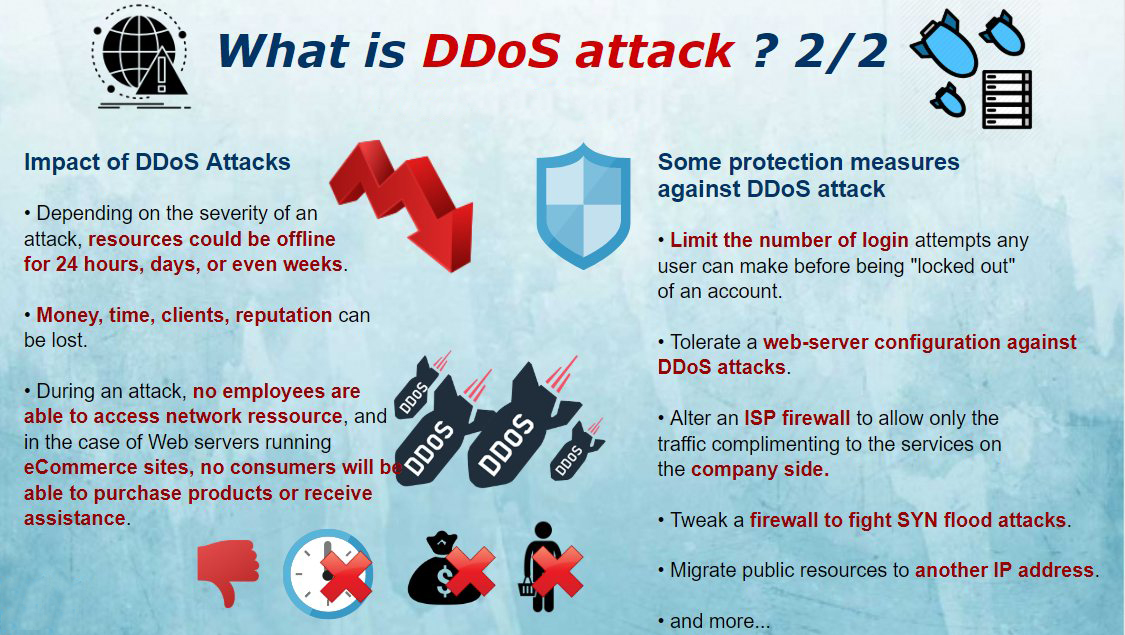 What is DDoS attack ? 2/2
Impact of DDoS Attacks
• Depending on the severity of an
attack, resources could be offline
for 24 hours, days, or even weeks.
• Money, time, clients, reputation can
be lost.
• During an attack, no employees are
able to access network ressource, and
in the case of Web servers running
eCommerce sites, no consumers will be
able to purchase products or receive
assistance.
DDOS
DDOS
DDOS
DDOS
$
Some protection measures
against DDoS attack
• Limit the number of login attempts any
user can make before being "locked out"
of an account.
• Tolerate a web-server configuration against
DDoS attacks.
• Alter an ISP firewall to allow only the
traffic complimenting to the services on
the company side.
• Tweak a firewall to fight SYN flood attacks.
• Migrate public resources to another IP address.
• and more...